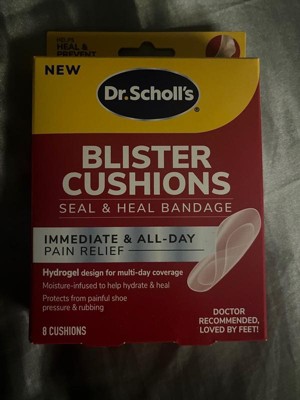 HELPS
HEAL &
PREVENT
NEW
Dr. Scholl's
BLISTER
CUSHIONS
SEAL & HEAL BANDAGE
IMMEDIATE & ALL-DAY
PAIN RELIEF
Hydrogel design for multi-day coverage
Moisture-infused to help hydrate & heal
Protects from painful shoe
pressure & rubbing
DOCTOR
RECOMMENDED,
LOVED BY FEET!
8 CUSHIONS